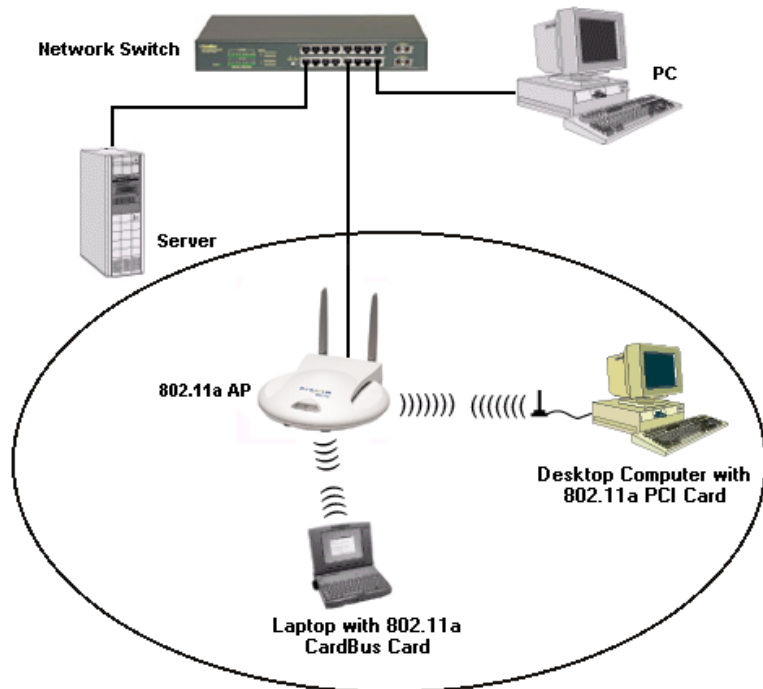 Network Switch
PC
Server
802.11a AP
Desktop Computer with
802.11a PCI Card
Laptop with 802.11a
CardBus Card